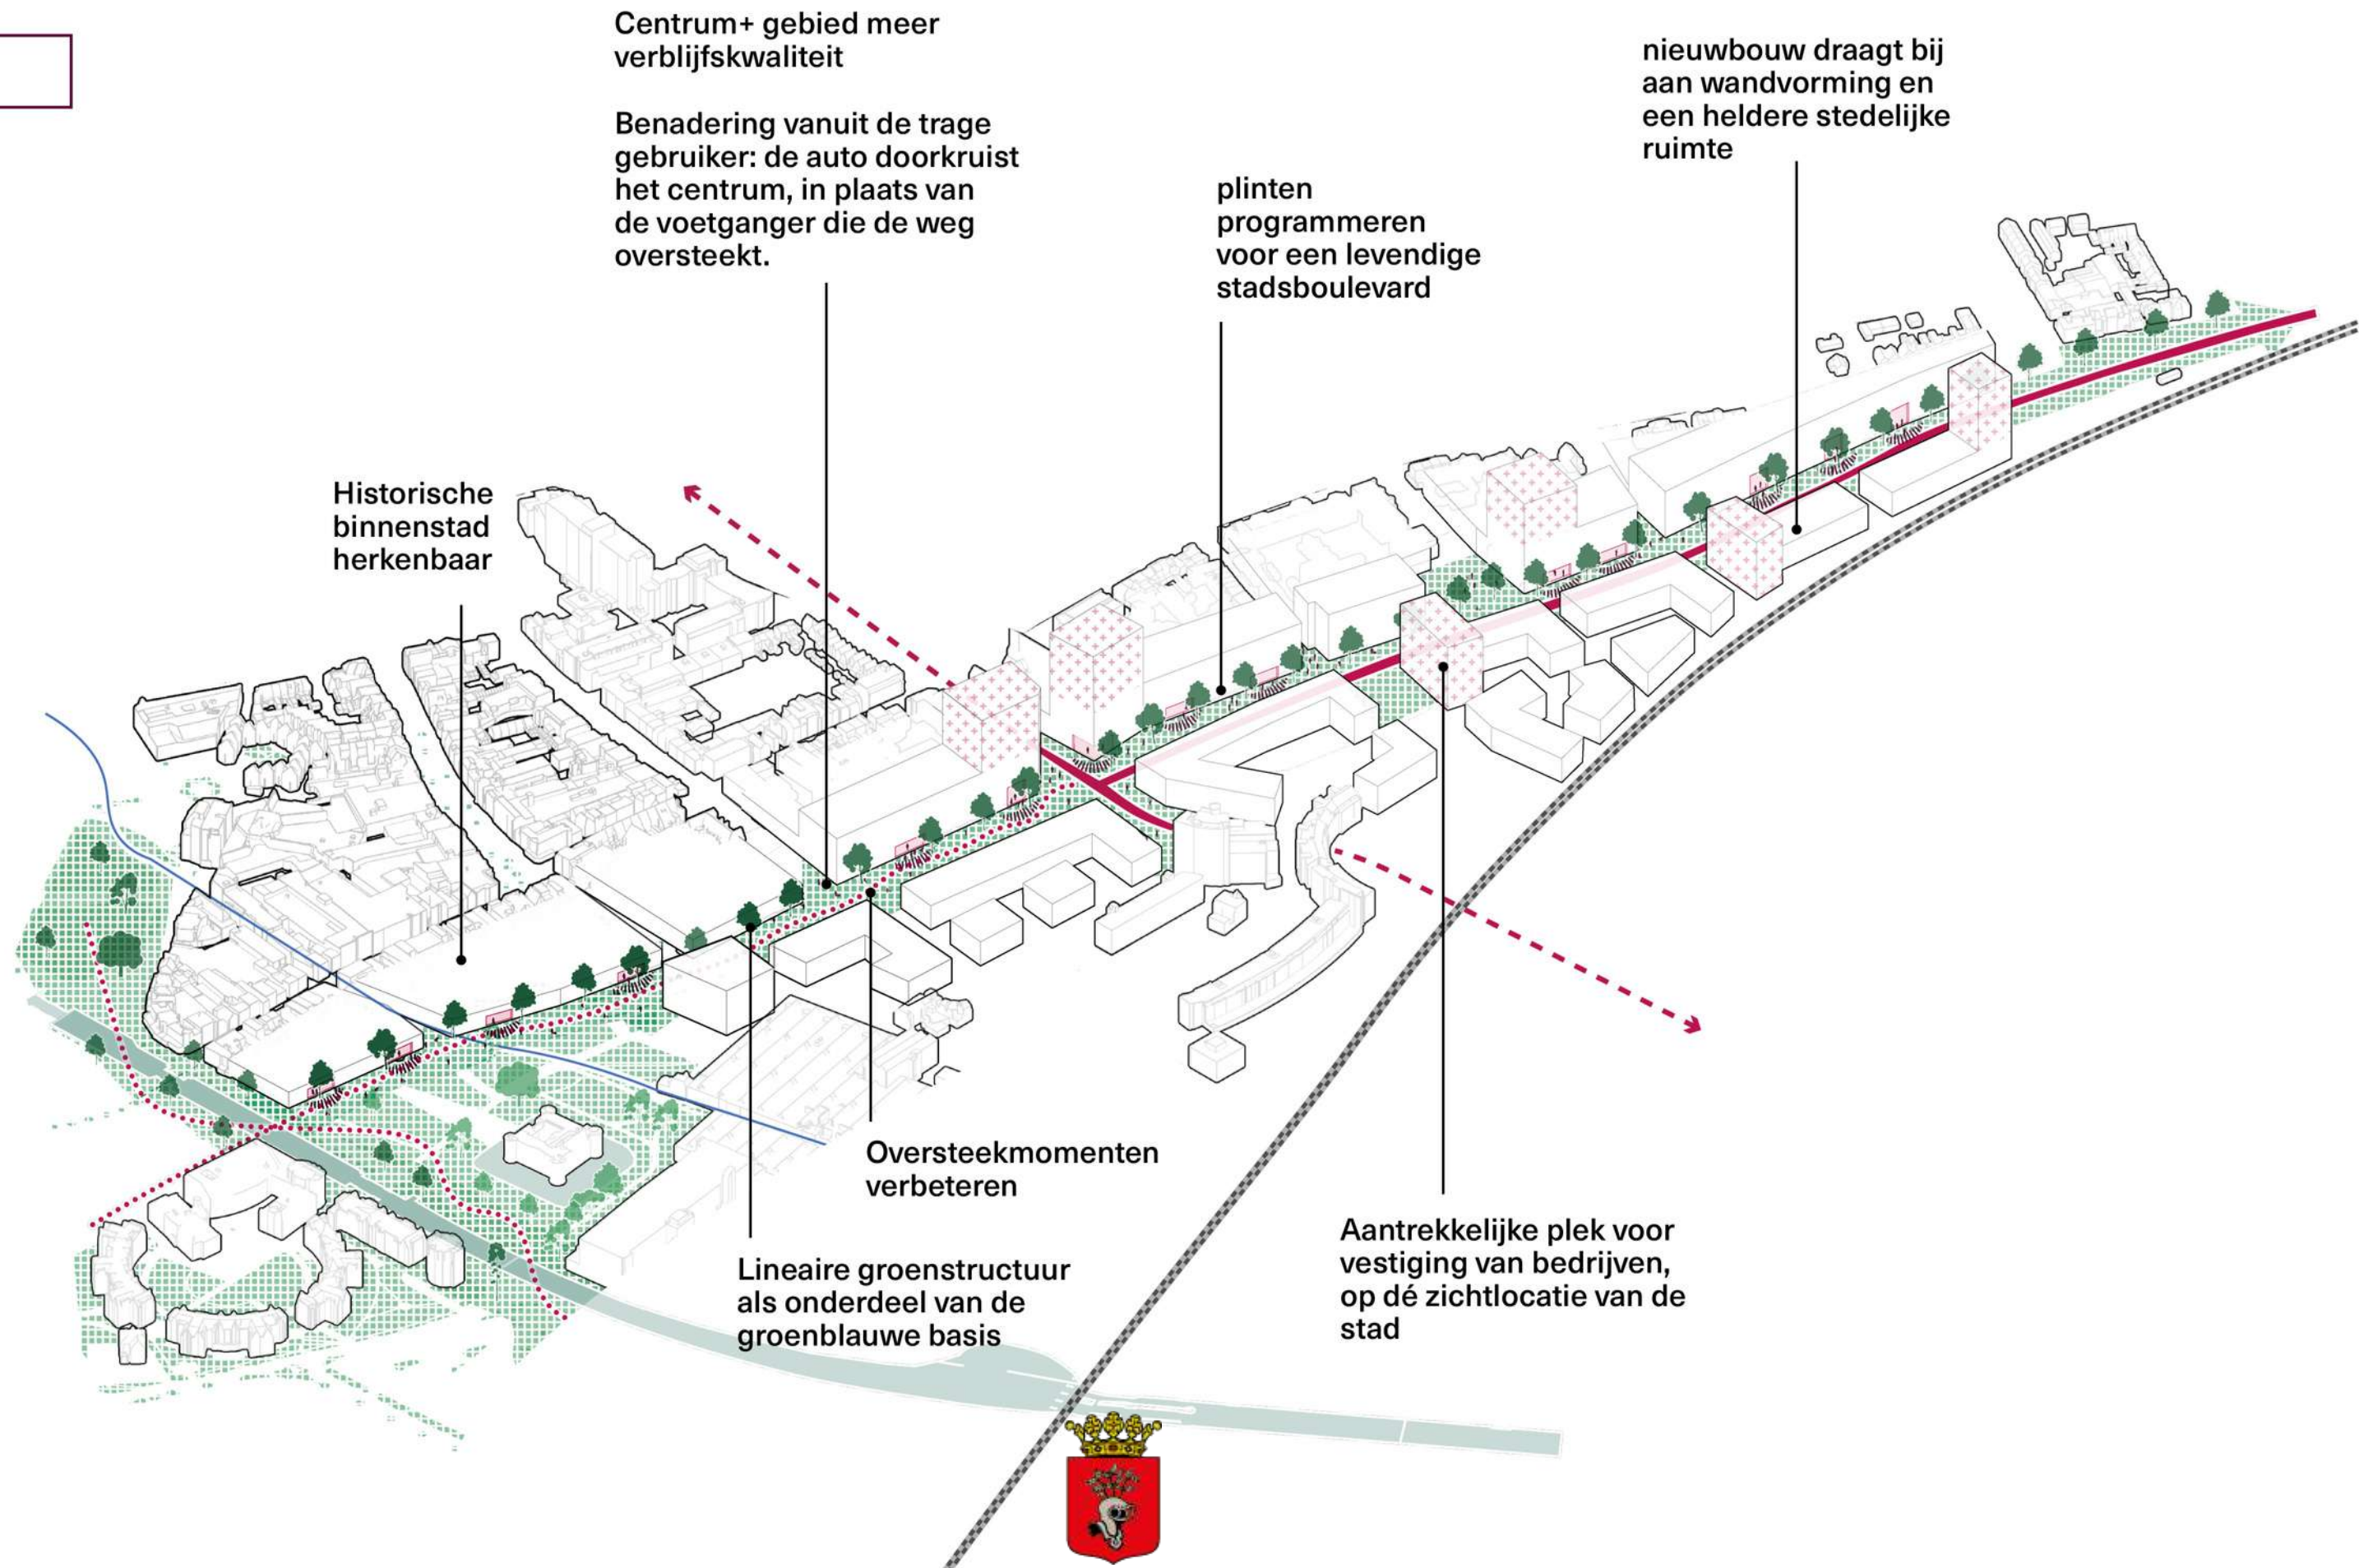 Centrum+ gebied meer
verblijfskwaliteit
Benadering vanuit de trage
gebruiker: de auto doorkruist
het centrum, in plaats van
de voetganger die de weg
oversteekt.
nieuwbouw draagt bij
aan wandvorming en
een heldere stedelijke
ruimte
plinten
programmeren
voor een levendige
stadsboulevard
Historische
binnenstad
herkenbaar
Oversteekmomenten
verbeteren
Lineaire groenstructuur
als onderdeel van de
groenblauwe basis
Aantrekkelijke plek voor
vestiging van bedrijven,
op dé zichtlocatie van de
stad